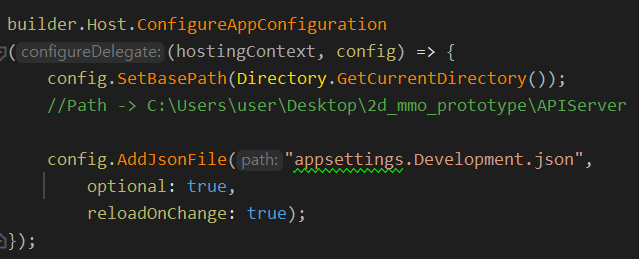 builder.Host.ConfigureAppConfiguration
(configureDelegate:(hostingContext, config) => {
config.SetBasePath(Directory.GetCurrentDirectory());
//Path -> C:\Users\user\Desktop\2d_mmo_prototype\APIServer
config.AddJsonFile(path:"appsettings.Development.json",
optional: true,
reloadOnChange: true);
});